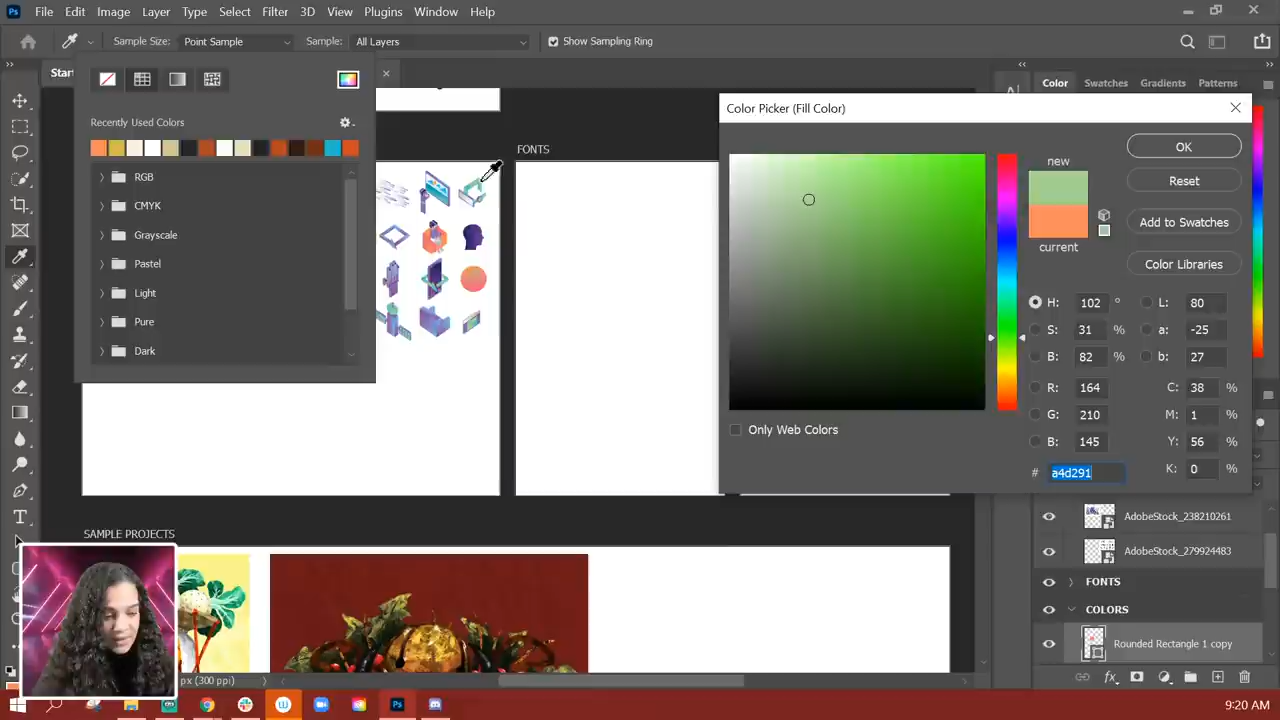 Ps File Edit Image Layer Type Select Filter 3D View Plugins Window Help
Sample Size: Point Sample Sample: All Layers Show Sampling Ring
Start
Recently Used Colors
RGB
CMYK
Grayscale
Pastel
Light
Pure
Dark
FONTS
SAMPLE PROJECTS
Color Swatches Gradients Patterns
Color Picker (Fill Color)
new
current
OK
Reset
Add to Swatches
Color Libraries
H: 102 ° L: 80
S: 31 % a: -25
B: 82 % b: 27
R: 164 C: 38 %
G: 210 M: 1 %
B: 145 Y: 56 %
# a4d291 K: 0 %
Only Web Colors
AdobeStock_238210261
AdobeStock_279924483
FONTS
COLORS
Rounded Rectangle 1 copy
px (300 ppi)
fx
9:20 AM